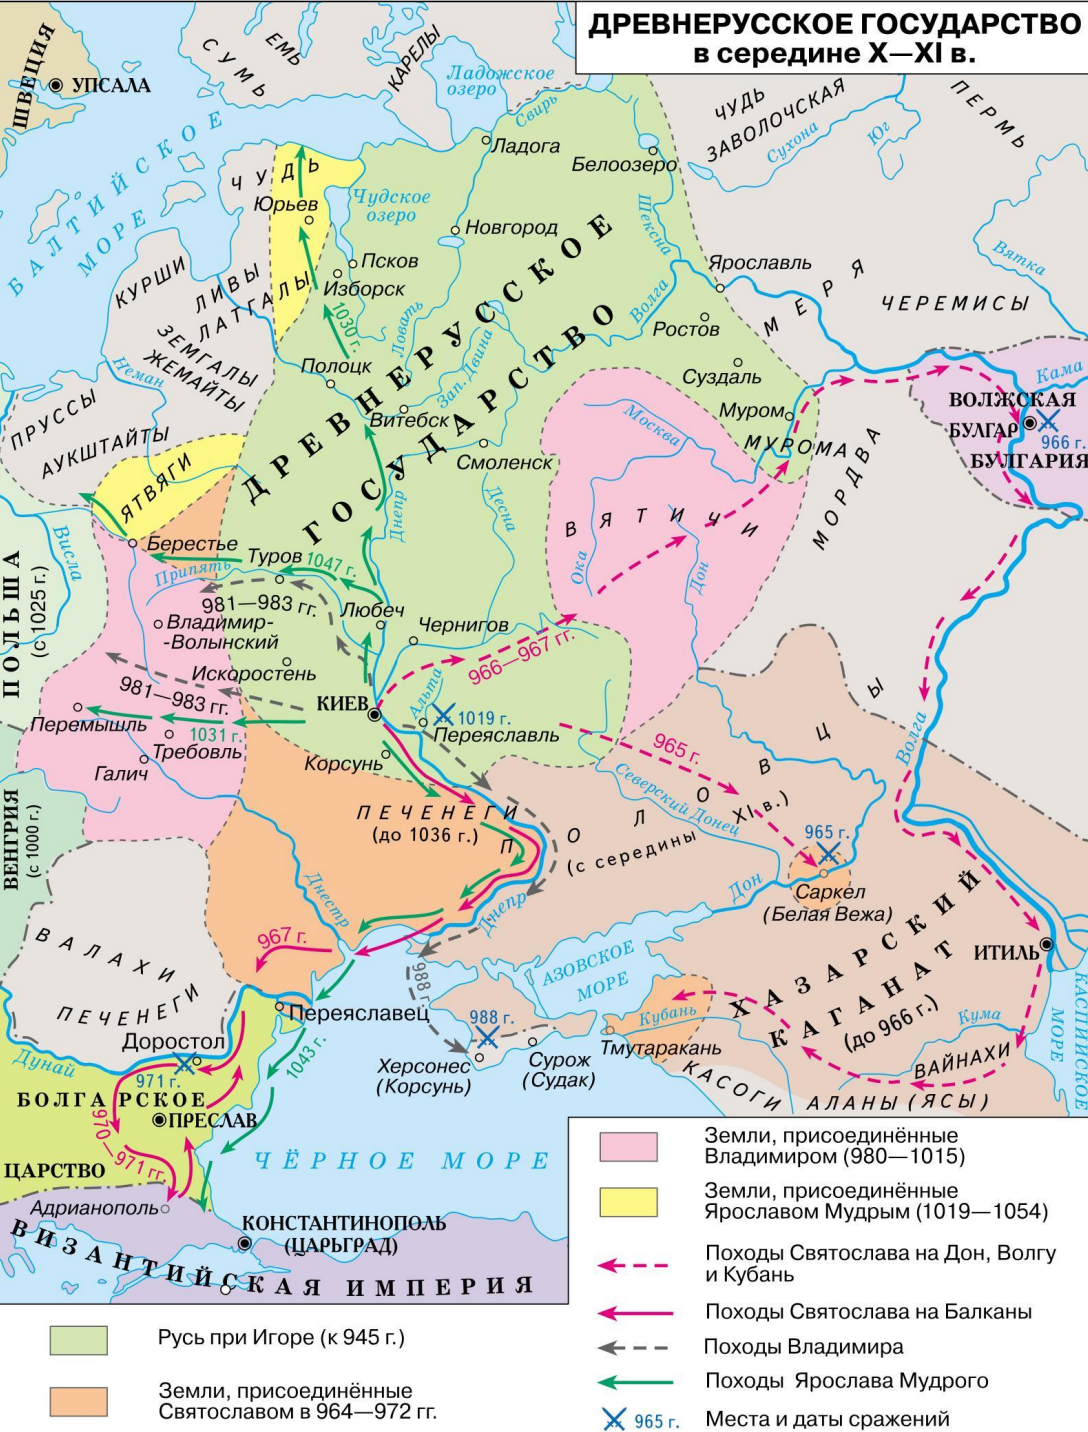 ДРЕВНЕРУССКОЕ ГОСУДАРСТВО
в середине X—XI в.
ШВЕЦИЯ
УПСАЛА
СУМЬ
ЕМЬ
КАРЕЛЫ
Ладожское
озеро
Свирь
Ладога
Белоозеро
ЧУДЬ
ЗАВОЛОЧСКАЯ
Сухона
Юг
ПЕРМЬ
БАЛТИЙСКОЕ
МОРЕ
ЧУДЬ
Юрьев
Чудское
озеро
Новгород
Шексна
Вятка
Псков
Изборск
1030 г.
Ярославль
МЕРЯ
ЧЕРЕМИСЫ
КУРШИ
ЛИВЫ
ЛАТГАЛЫ
ЗЕМГАЛЫ
ЖЕМАЙТЫ
Ловать
Зап. Двина
Волга
Ростов
Суздаль
Полоцк
Неман
Витебск
Смоленск
Муром
МУРОМА
Москва
Кама
ВОЛЖСКАЯ
БУЛГАР
966 г.
БУЛГАРИЯ
ПРУССЫ
АУКШТАЙТЫ
ЯТВЯГИ
ДРЕВНЕРУССКОЕ
ГОСУДАРСТВО
Днепр
Десна
ВЯТИЧИ
Ока
Дон
МОРДВА
Висла
ПОЛЬША
(с 1025 г.)
Берестье
Припять
Туров
1047 г.
981—983 гг.
Любеч
Чернигов
Владимир-
-Волынский
Искоростень
966—967 гг.
981—983 гг.
КИЕВ
Альта
1019 г.
Переяславль
Перемышль
1031 г.
Требовль
Галич
Корсунь
965 г.
Северский Донец
ПОЛОВЦЫ
(с середины XI в.)
Волга
ВЕНГРИЯ
(с 1000 г.)
ПЕЧЕНЕГИ
(до 1036 г.)
965 г.
Саркел
(Белая Вежа)
Днестр
Днепр
Дон
ВАЛАХИ
ПЕЧЕНЕГИ
967 г.
988 г.
АЗОВСКОЕ
МОРЕ
ХАЗАРСКИЙ
КАГАНАТ
(до 966 г.)
ИТИЛЬ
КАСПИЙСКОЕ
МОРЕ
Переяславец
988 г.
Кубань
Тмутаракань
Кума
Херсонес
(Корсунь)
Сурож
(Судак)
ВАЙНАХИ
КАСОГИ
АЛАНЫ (ЯСЫ)
Доростол
971 г.
Дунай
1043 г.
БОЛГАРСКОЕ
ПРЕСЛАВ
970—971 гг.
ЦАРСТВО
ЧЁРНОЕ МОРЕ
Адрианополь
КОНСТАНТИНОПОЛЬ
(ЦАРЬГРАД)
ВИЗАНТИЙСКАЯ ИМПЕРИЯ
Русь при Игоре (к 945 г.)
Земли, присоединённые
Святославом в 964—972 гг.
Земли, присоединённые
Владимиром (980—1015)
Земли, присоединённые
Ярославом Мудрым (1019—1054)
Походы Святослава на Дон, Волгу
и Кубань
Походы Святослава на Балканы
Походы Владимира
Походы Ярослава Мудрого
965 г.
Места и даты сражений